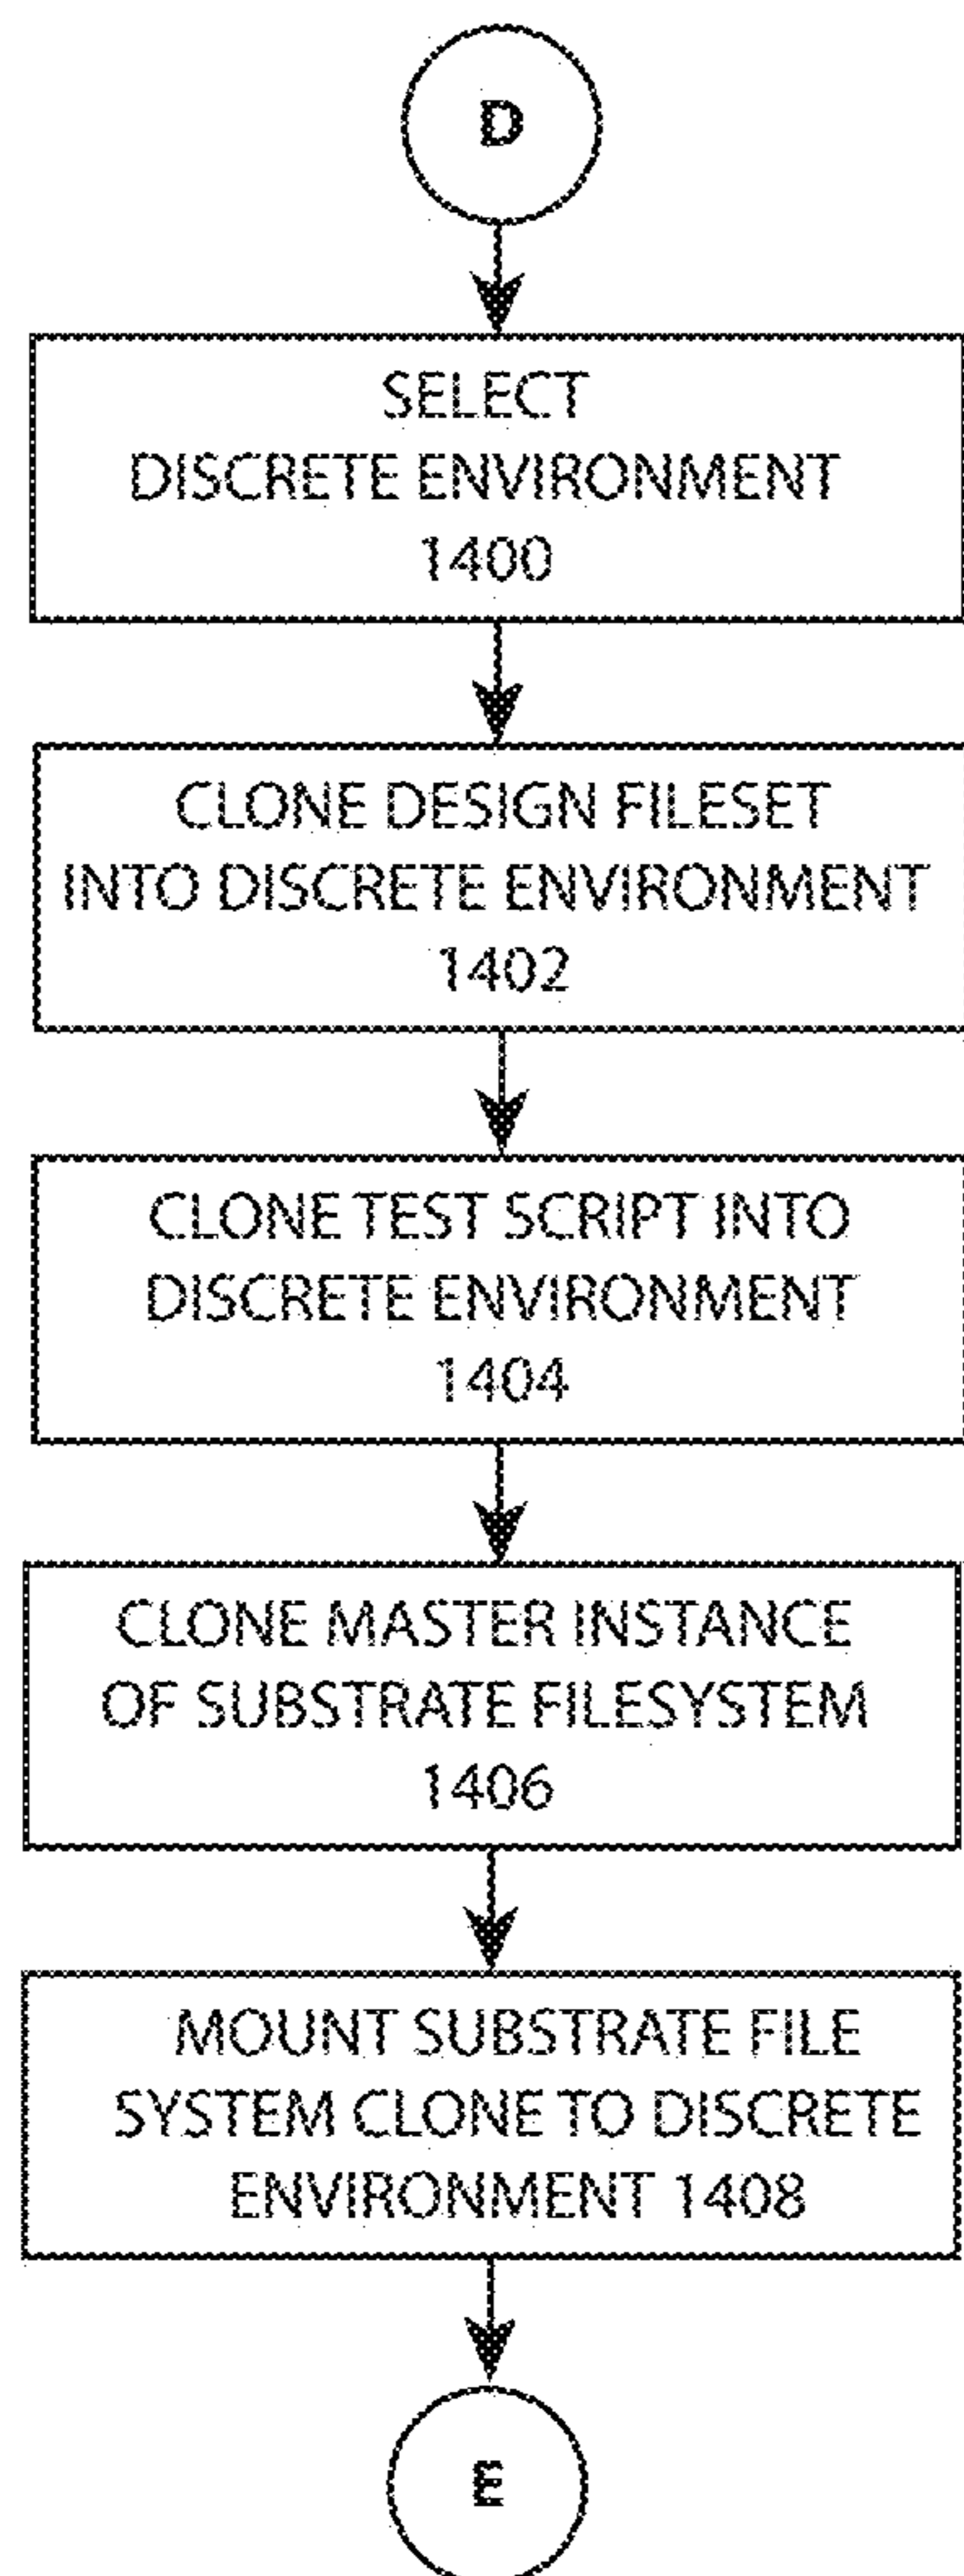 D
SELECT
DISCRETE ENVIRONMENT
1400
CLONE DESIGN FILESET
INTO DISCRETE ENVIRONMENT
1402
CLONE TEST SCRIPT INTO
DISCRETE ENVIRONMENT
1404
CLONE MASTER INSTANCE
OF SUBSTRATE FILESYSTEM
1406
MOUNT SUBSTRATE FILE
SYSTEM CLONE TO DISCRETE
ENVIRONMENT 1408
E